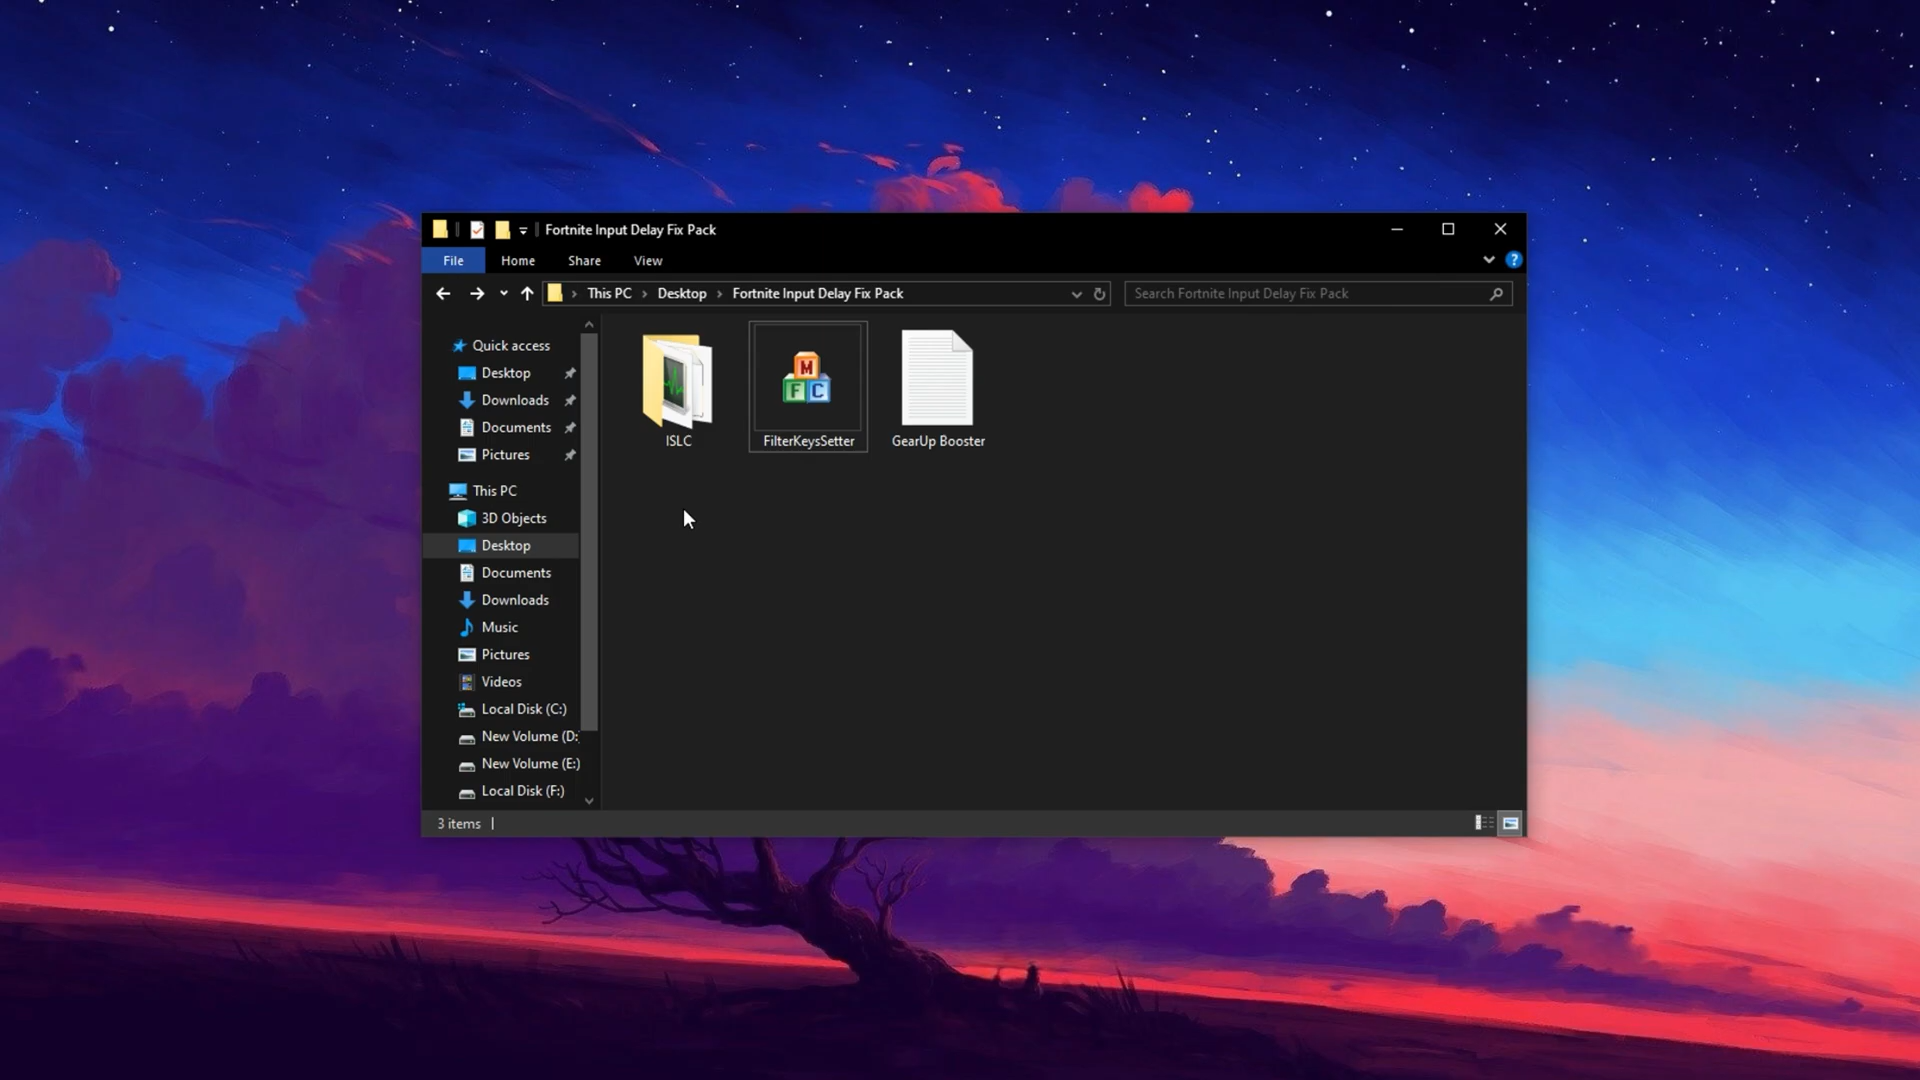 Fortnite Input Delay Fix Pack
File Home Share View
?
This PC Desktop Fortnite Input Delay Fix Pack
Search Fortnite Input Delay Fix Pack
Quick access
Desktop
Downloads
Documents
Pictures
This PC
3D Objects
Desktop
Documents
Downloads
Music
Pictures
Videos
Local Disk (C:)
New Volume (D:
New Volume (E:)
Local Disk (F:)
M
F C
ISLC FilterKeysSetter GearUp Booster
3 items